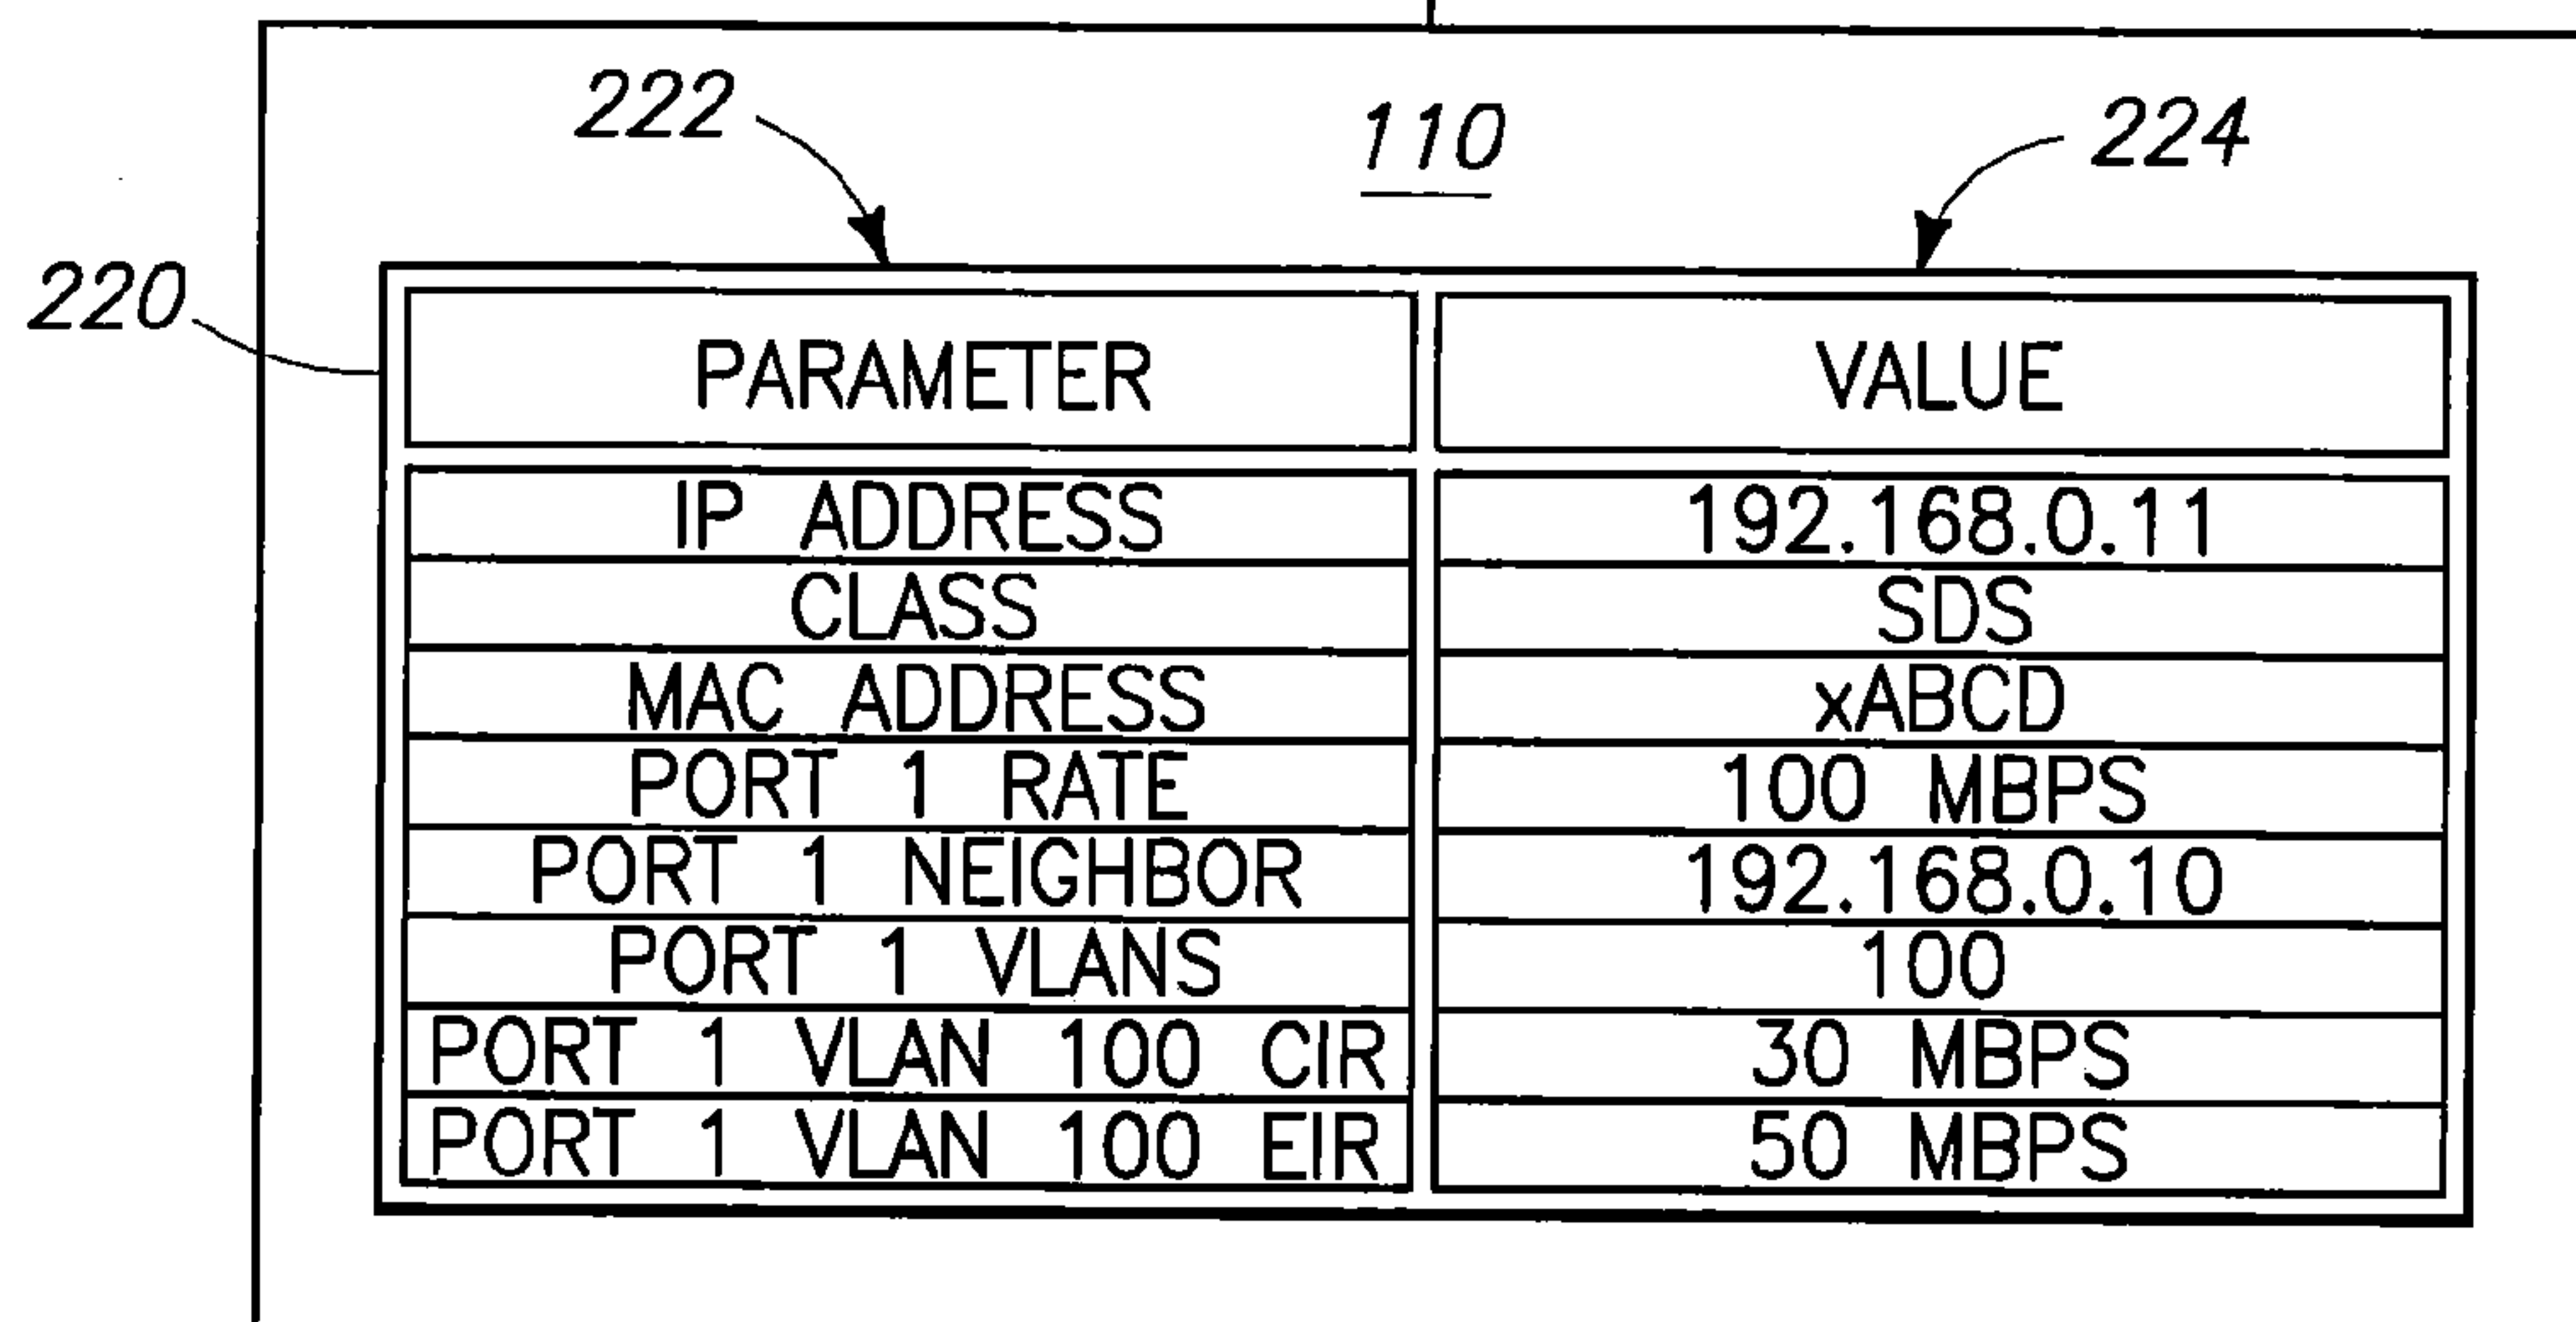 222
110
224
220
PARAMETER VALUE
IP ADDRESS 192.168.0.11
CLASS SDS
MAC ADDRESS xABCD
PORT 1 RATE 100 MBPS
PORT 1 NEIGHBOR 192.168.0.10
PORT 1 VLANS 100
PORT 1 VLAN 100 CIR 30 MBPS
PORT 1 VLAN 100 EIR 50 MBPS